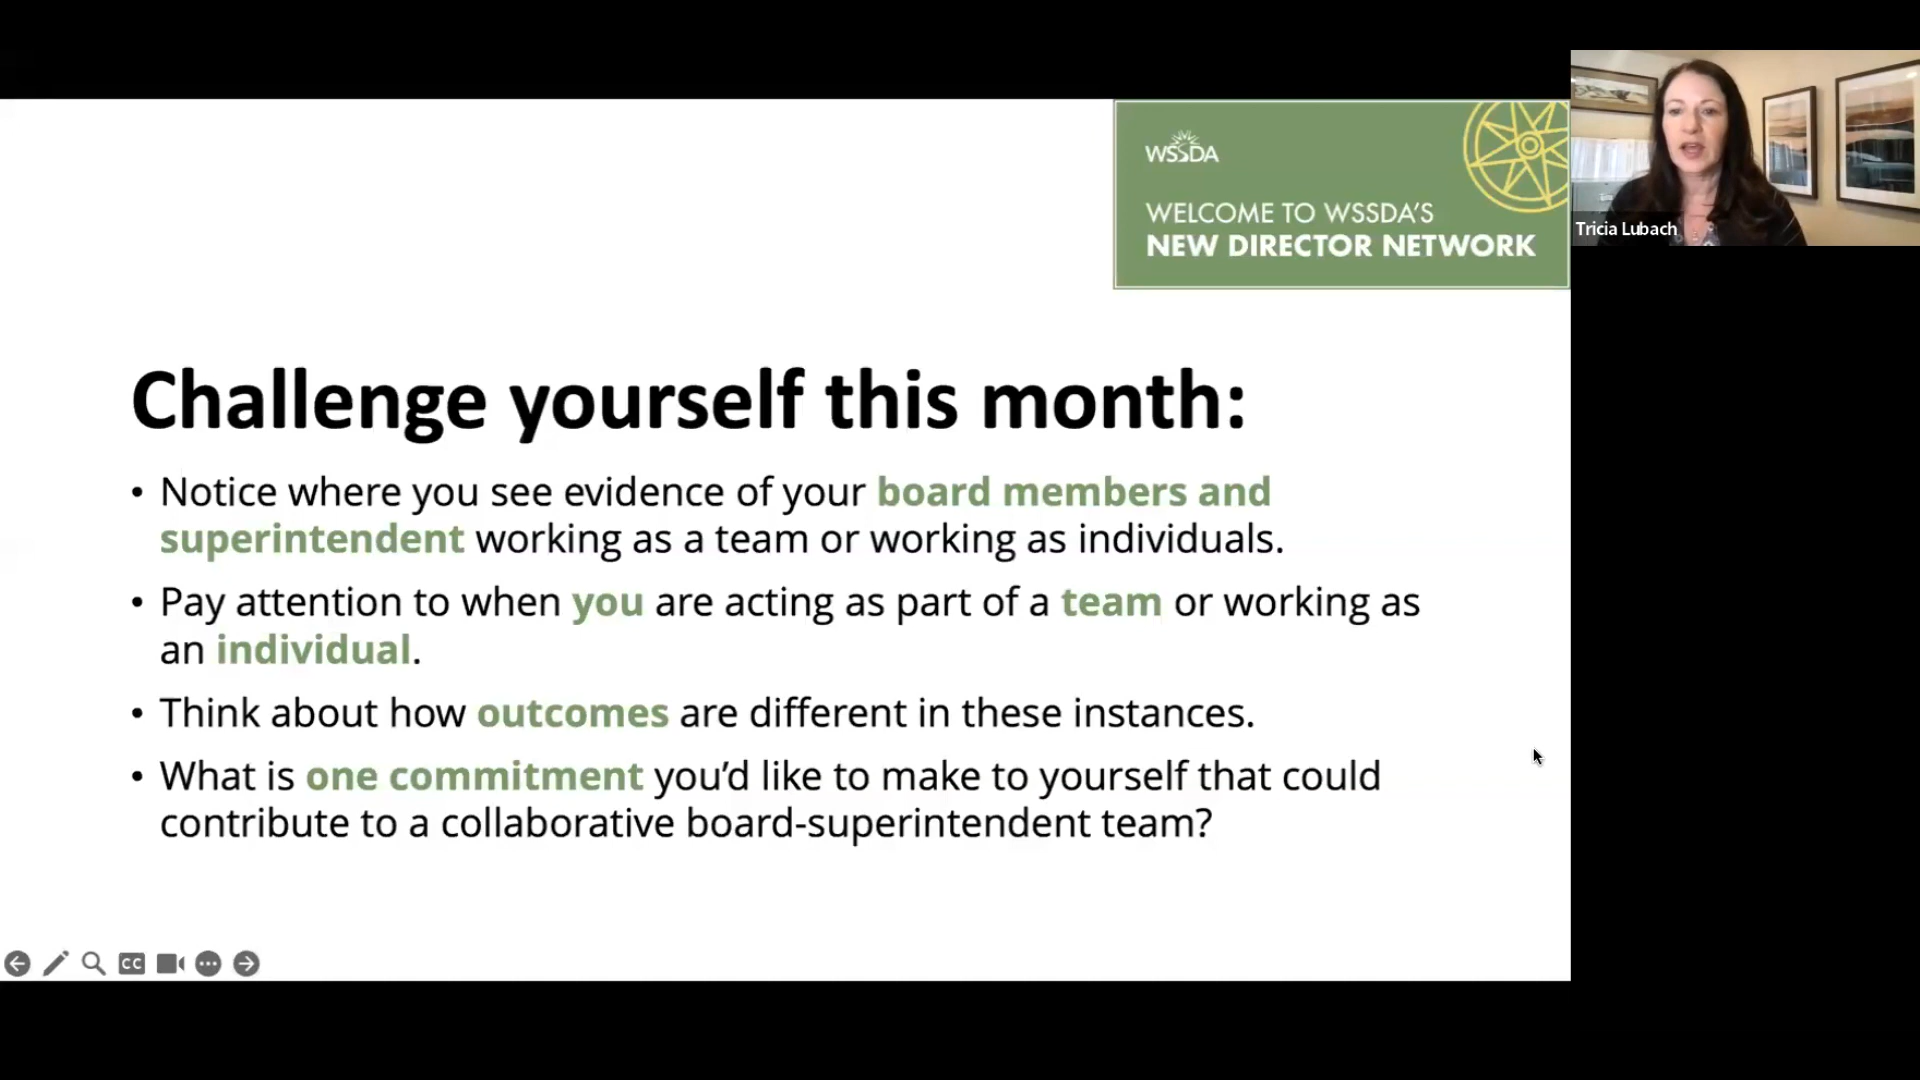 WSSDA
WELCOME TO WSSDA'S
NEW DIRECTOR NETWORK
Tricia Lubach
Challenge yourself this month:
• Notice where you see evidence of your board members and
superintendent working as a team or working as individuals.
• Pay attention to when you are acting as part of a team or working as
an individual.
• Think about how outcomes are different in these instances.
• What is one commitment you’d like to make to yourself that could
contribute to a collaborative board-superintendent team?
CC